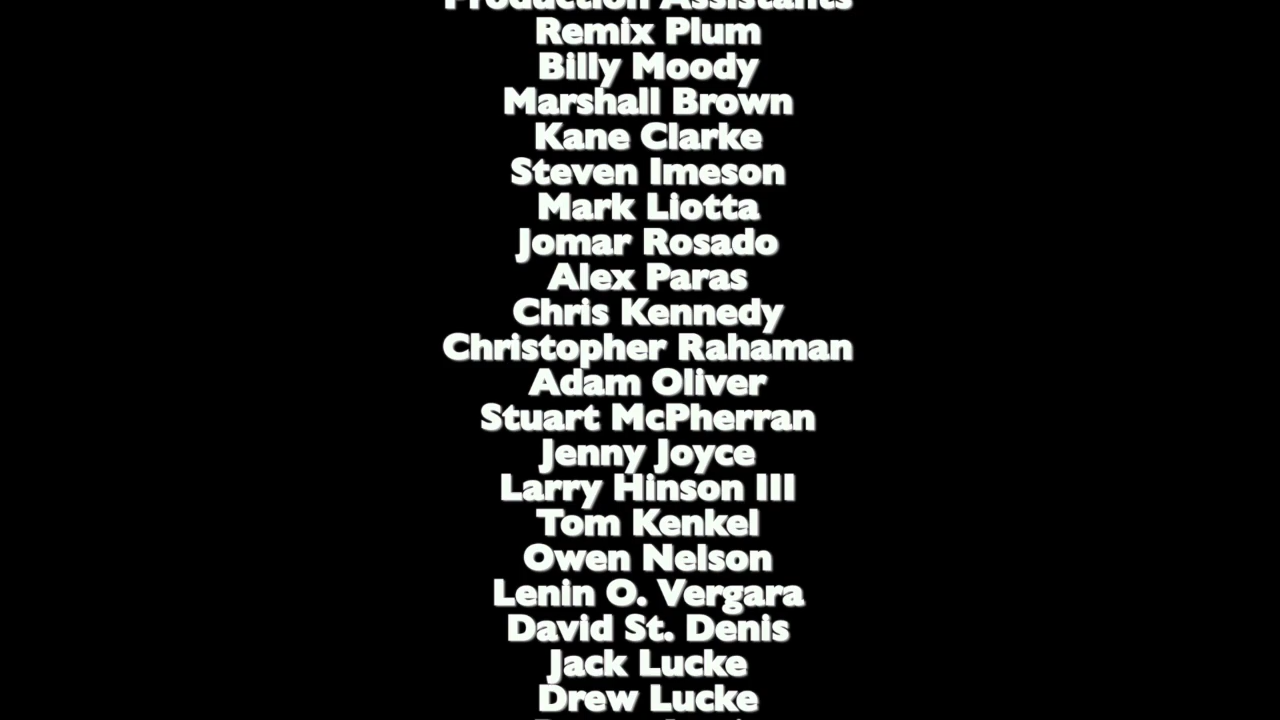 Production Assistants
Remix Plum
Billy Moody
Marshall Brown
Kane Clarke
Steven Imeson
Mark Liotta
Jomar Rosado
Alex Paras
Chris Kennedy
Christopher Rahaman
Adam Oliver
Stuart McPherran
Jenny Joyce
Larry Hinson III
Tom Kenkel
Owen Nelson
Lenin O. Vergara
David St. Denis
Jack Lucke
Drew Lucke